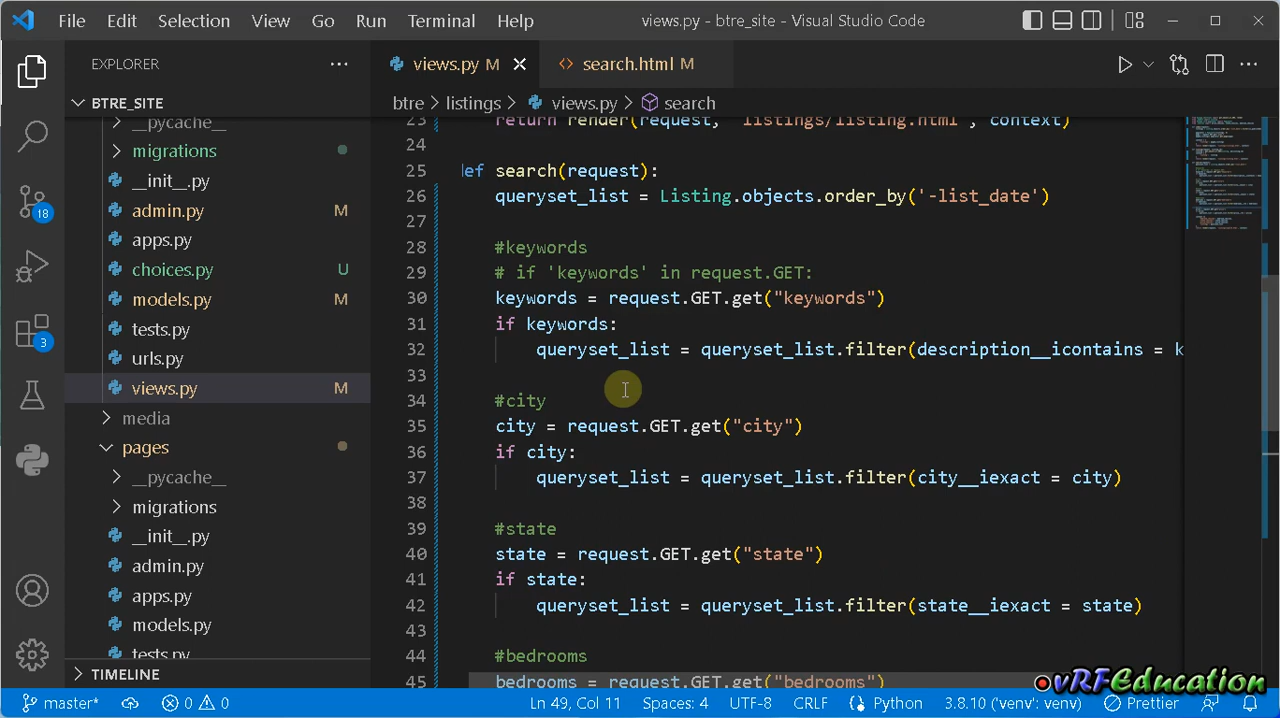 File Edit Selection View Go Run Terminal Help views.py - btre_site - Visual Studio Code
EXPLORER
views.py M
search.html M
BTRE_SITE
btre > listings > views.py > search
__pycache__
migrations
__init__.py
admin.py M
apps.py
choices.py U
models.py M
tests.py
urls.py
views.py M
media
pages
__pycache__
migrations
__init__.py
admin.py
apps.py
models.py
tests.py
TIMELINE
18
3
23 return render(request, 'listings/listing.html', context)
24
25 ef search(request):
26 queryset_list = Listing.objects.order_by('-list_date')
27
28 #keywords
29 # if 'keywords' in request.GET:
30 keywords = request.GET.get("keywords")
31 if keywords:
32 queryset_list = queryset_list.filter(description__icontains = k
33
34 #city
35 city = request.GET.get("city")
36 if city:
37 queryset_list = queryset_list.filter(city__iexact = city)
38
39 #state
40 state = request.GET.get("state")
41 if state:
42 queryset_list = queryset_list.filter(state__iexact = state)
43
44 #bedrooms
45 bedrooms = request.GET.get("bedrooms")
vRFEducation
master* 0 0 Ln 49, Col 11 Spaces: 4 UTF-8 CRLF Python 3.8.10 ('venv': venv) Prettier